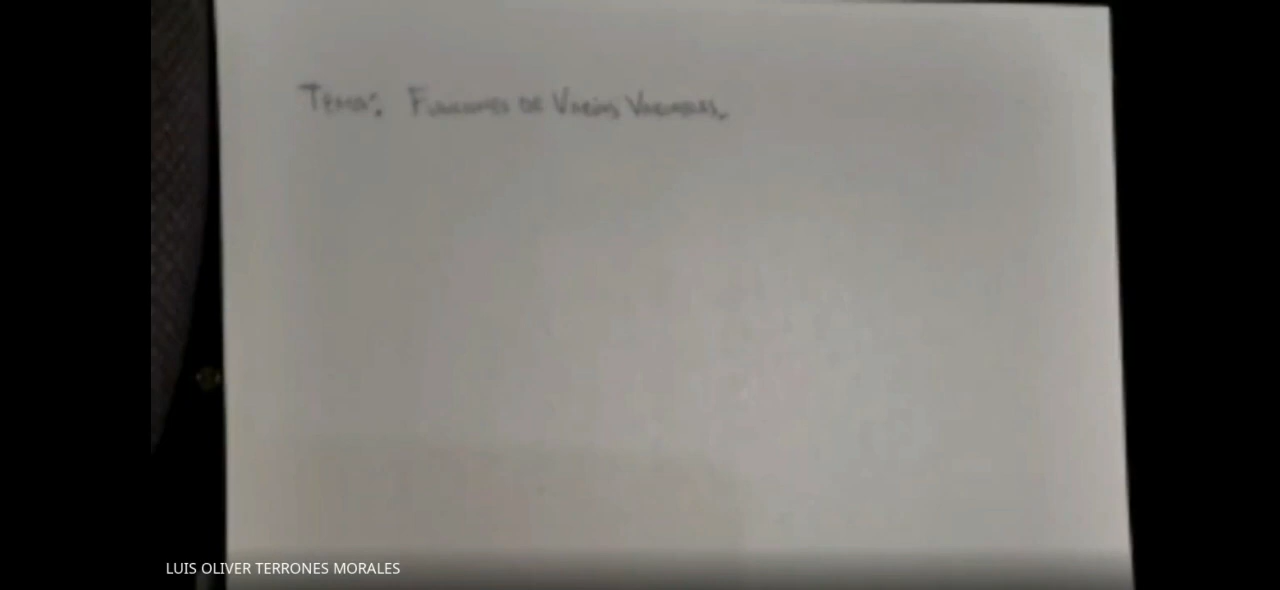 Tema: Funciones de Varias Variables.
LUIS OLIVER TERRONES MORALES